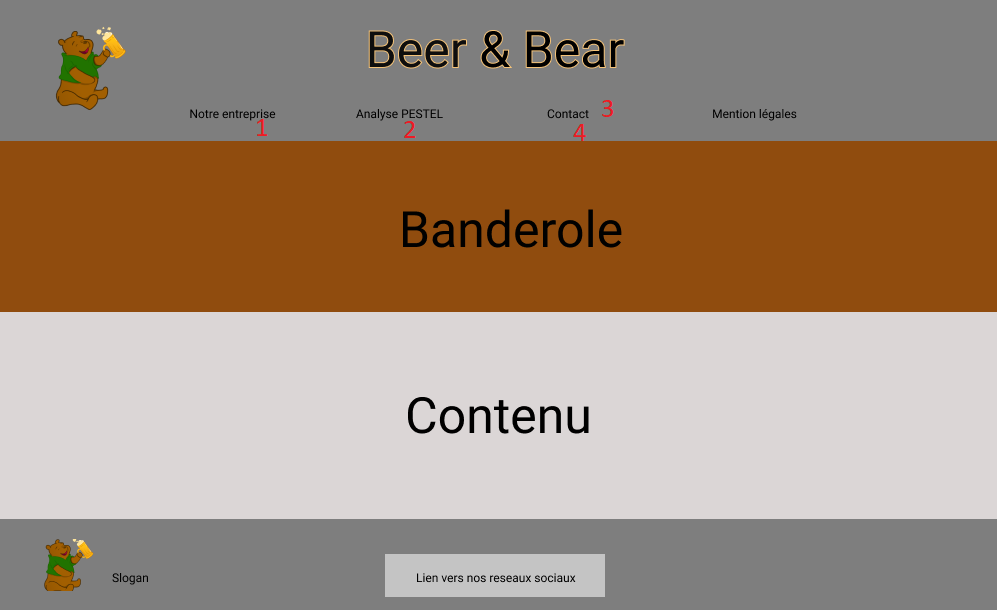 Beer & Bear
Notre entreprise Analyse PESTEL Contact 3 Mention légales
1 2 4
Banderole
Contenu
Slogan Lien vers nos reseaux sociaux